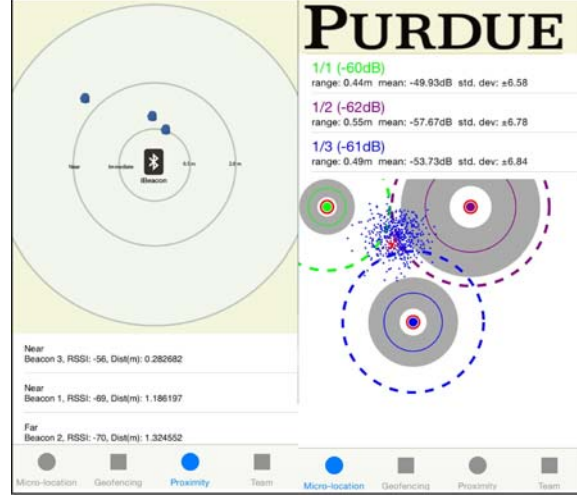 Near
Immediate
0.5 m
2.0 m
iBeacon
Near
Beacon 3, RSSI: -56, Dist(m): 0.282682
Near
Beacon 1, RSSI: -69, Dist(m): 1.186197
Far
Beacon 2, RSSI: -70, Dist(m): 1.324552
Micro-location
Geofencing
Proximity
Team
PURDUE
1/1 (-60dB)
range: 0.44m mean: -49.93dB std. dev: ±6.58
1/2 (-62dB)
range: 0.55m mean: -57.67dB std. dev: ±6.78
1/3 (-61dB)
range: 0.49m mean: -53.73dB std. dev: ±6.84
Micro-location
Geofencing
Proximity
Team